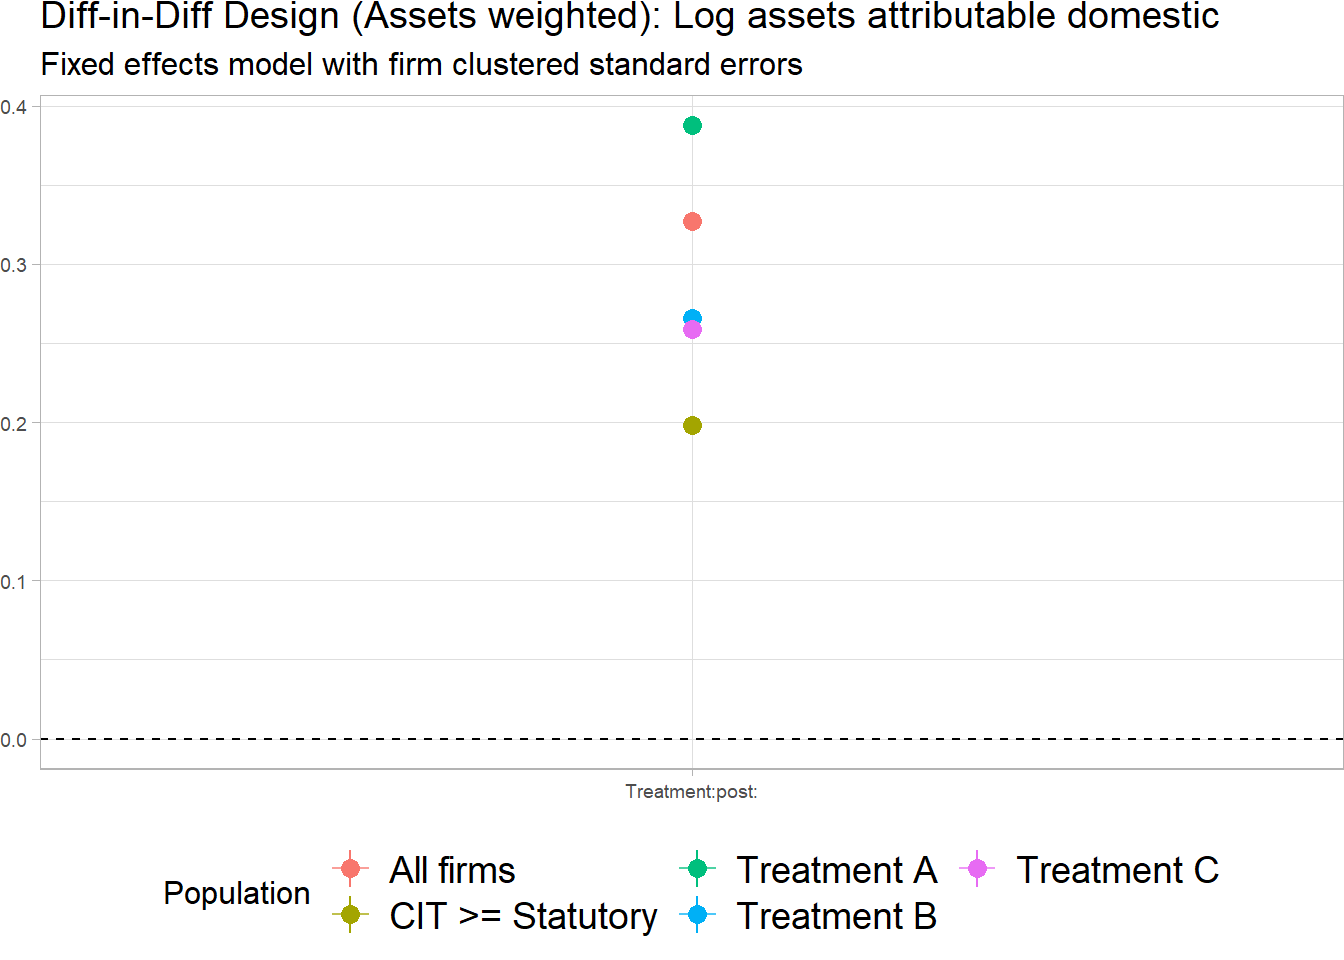 Diff-in-Diff Design (Assets weighted): Log assets attributable domestic
Fixed effects model with firm clustered standard errors
0.4
0.3
0.2
0.1
0.0
Treatment:post:
Population
All firms
CIT >= Statutory
Treatment A
Treatment B
Treatment C